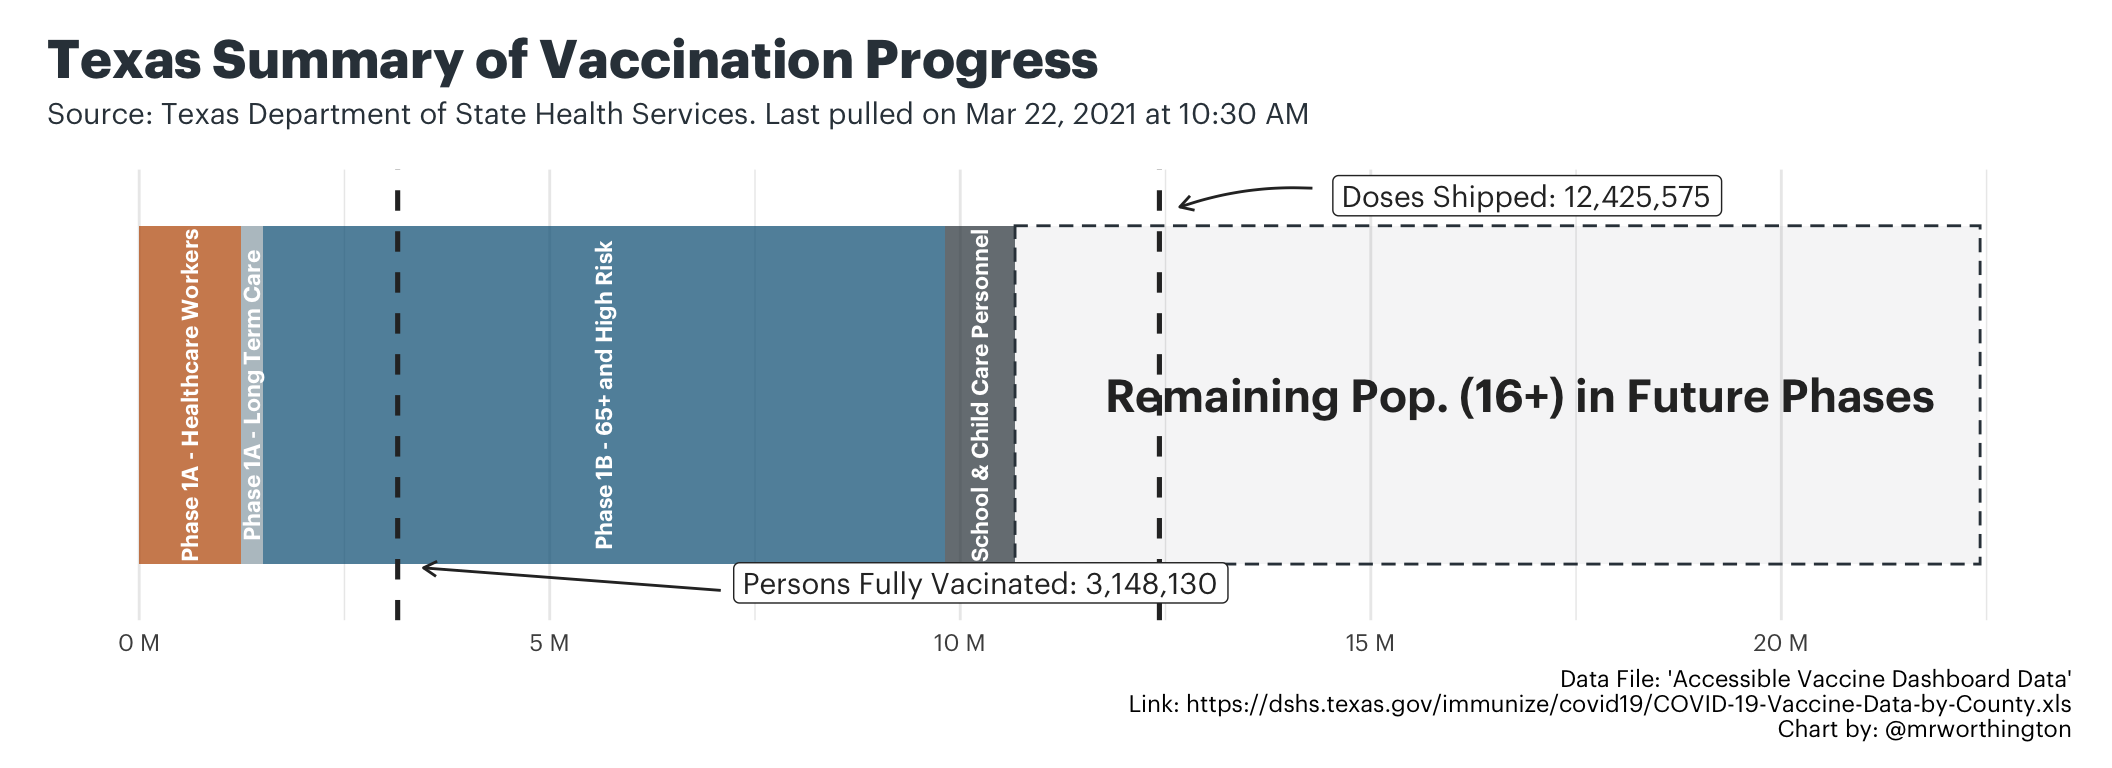 Texas Summary of Vaccination Progress
Source: Texas Department of State Health Services. Last pulled on Mar 22, 2021 at 10:30 AM
Doses Shipped: 12,425,575
Phase 1A - Healthcare Workers
Phase 1A - Long Term Care
Phase 1B - 65+ and High Risk
School & Child Care Personnel
Remaining Pop. (16+) in Future Phases
Persons Fully Vacinated: 3,148,130
0 M
5 M
10 M
15 M
20 M
Data File: 'Accessible Vaccine Dashboard Data'
Link: https://dshs.texas.gov/immunize/covid19/COVID-19-Vaccine-Data-by-County.xls
Chart by: @mrworthington